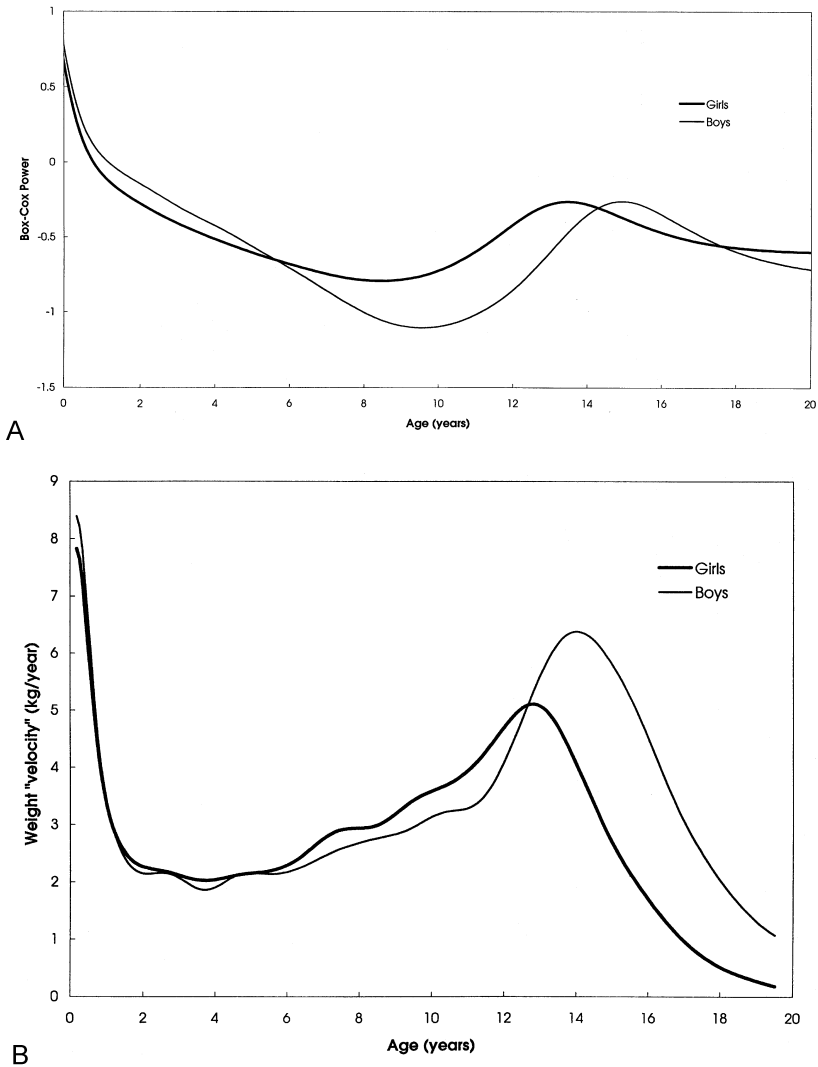 1
0.5
0
-0.5
-1
-1.5
Box-Cox Power
Girls
Boys
0 2 4 6 8 10 12 14 16 18 20
Age (years)
A
9
8
7
6
5
4
3
2
1
0
Weight "velocity" (kg/year)
Girls
Boys
0 2 4 6 8 10 12 14 16 18 20
Age (years)
B